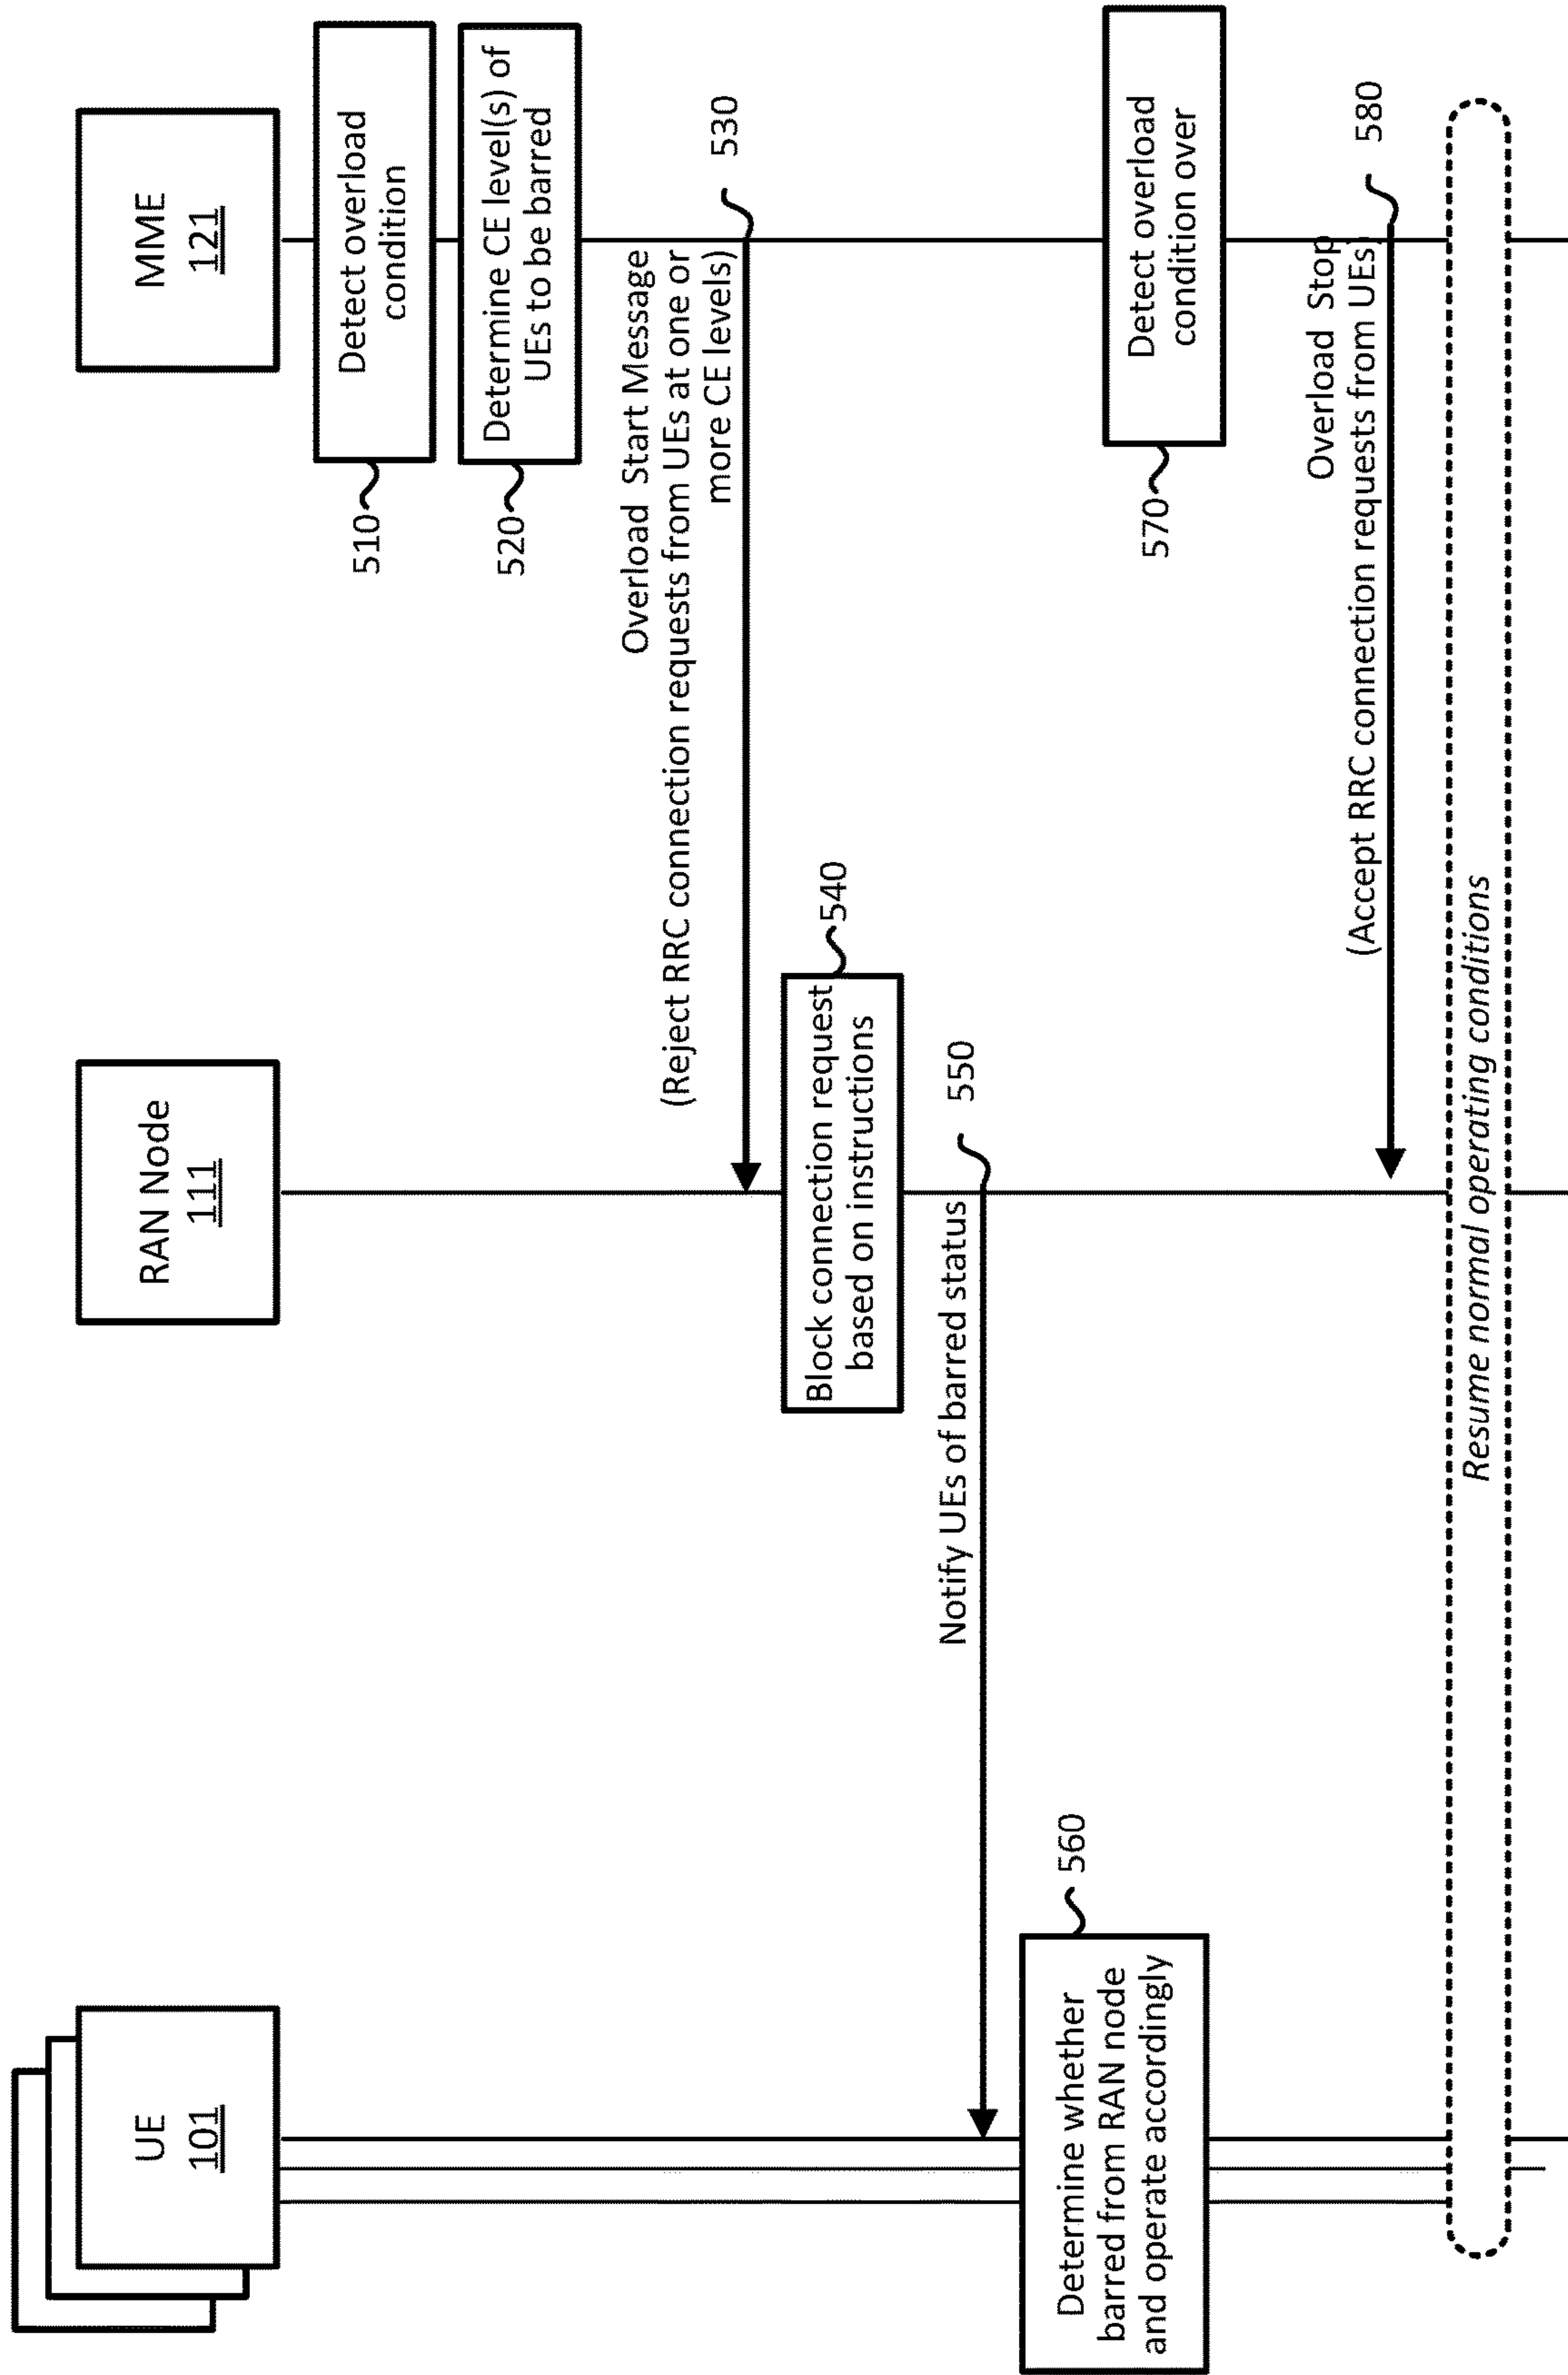 UE
101
RAN Node
111
MME
121
Detect overload
condition
510
Determine CE level(s) of
UEs to be barred
520
Overload Start Message
(Reject RRC connection requests from UEs at one or
more CE levels)
530
Block connection request
based on instructions
540
Notify UEs of barred status
550
Determine whether
barred from RAN node
and operate accordingly
560
Detect overload
condition over
570
Overload Stop
(Accept RRC connection requests from UEs)
580
Resume normal operating conditions